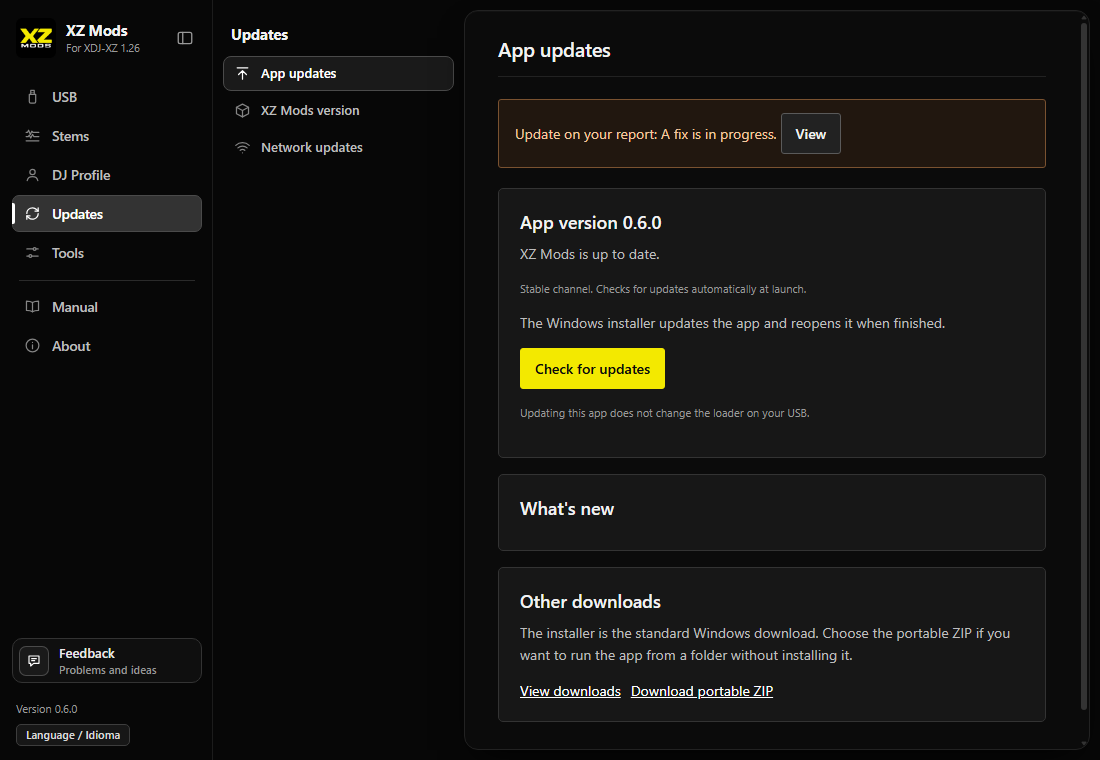 XZ MODS
XZ Mods
For XDJ-XZ 1.26
USB
Stems
DJ Profile
Updates
Tools
Manual
About
Feedback
Problems and ideas
Version 0.6.0
Language / Idioma
Updates
App updates
XZ Mods version
Network updates
App updates
Update on your report: A fix is in progress. View
App version 0.6.0
XZ Mods is up to date.
Stable channel. Checks for updates automatically at launch.
The Windows installer updates the app and reopens it when finished.
Check for updates
Updating this app does not change the loader on your USB.
What's new
Other downloads
The installer is the standard Windows download. Choose the portable ZIP if you
want to run the app from a folder without installing it.
View downloads Download portable ZIP